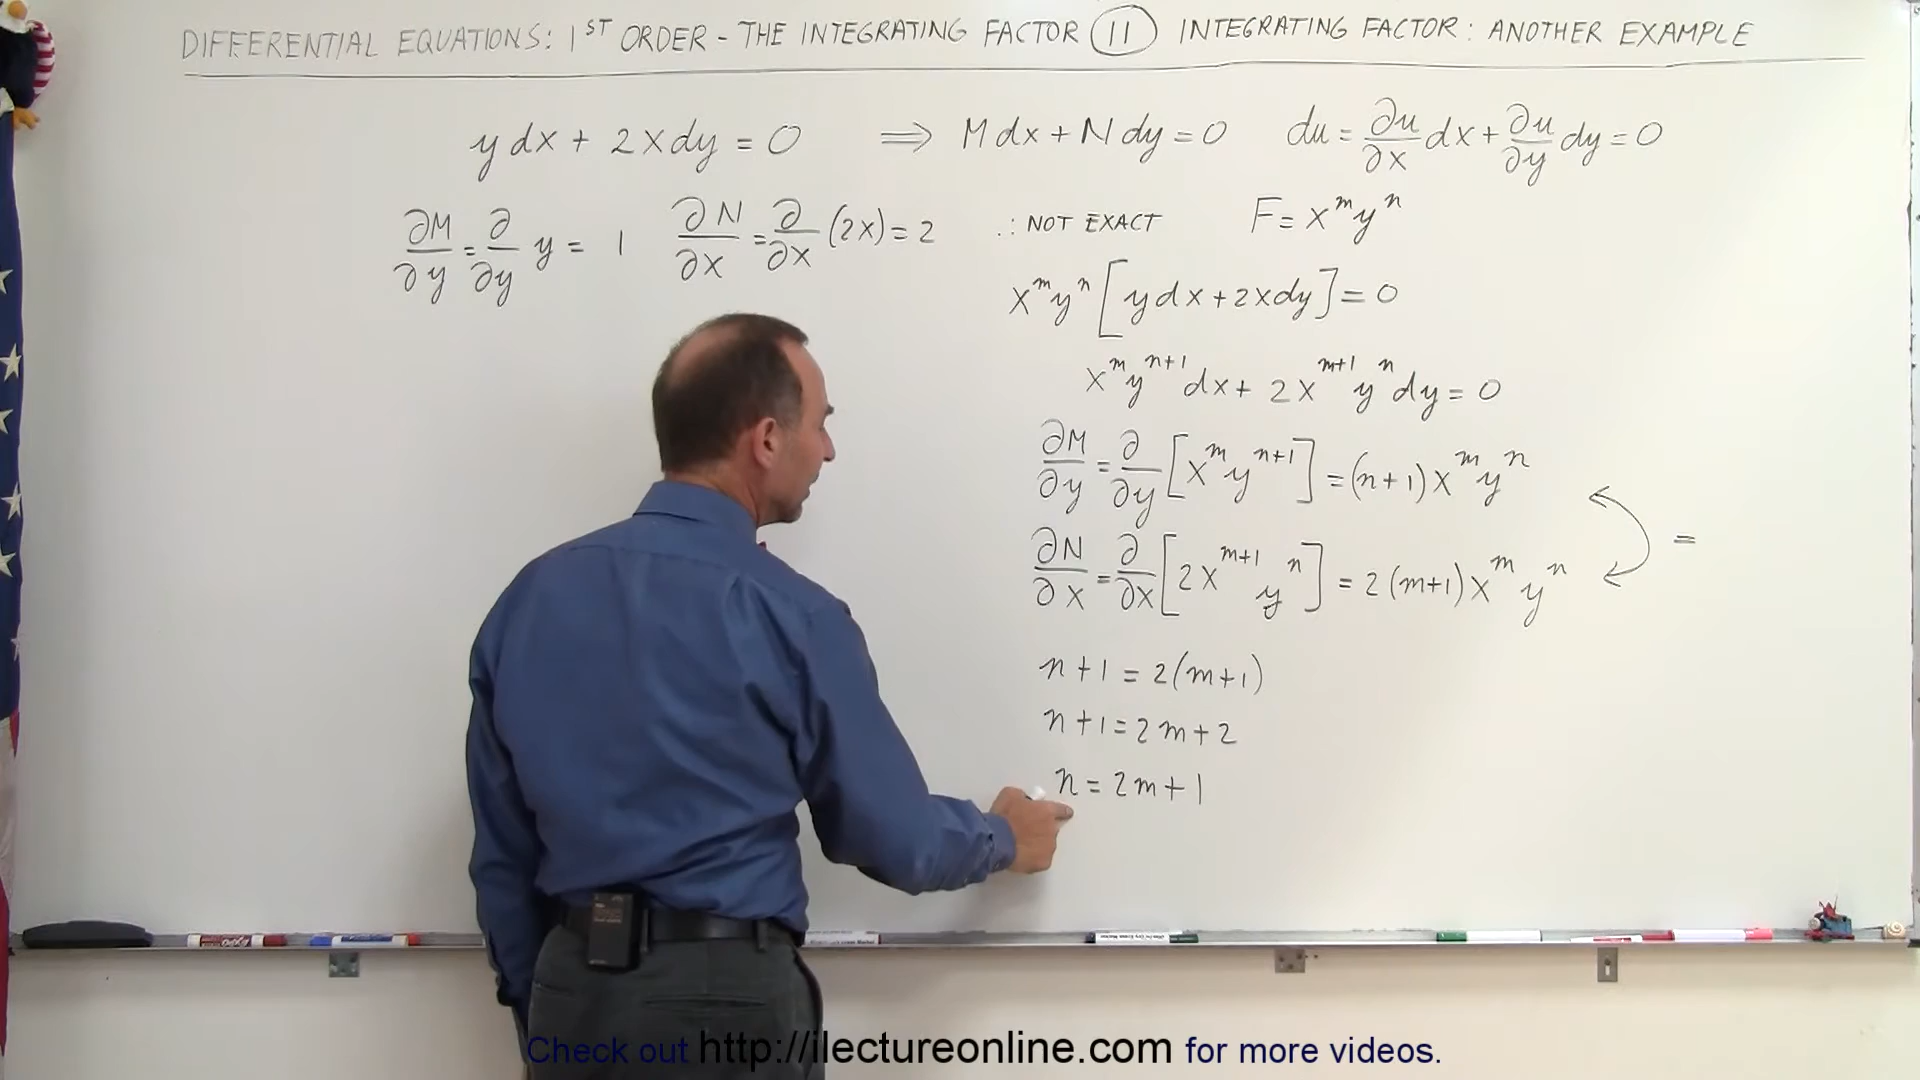 DIFFERENTIAL EQUATIONS: 1ST ORDER - THE INTEGRATING FACTOR 11 INTEGRATING FACTOR: ANOTHER EXAMPLE
y dx + 2x dy = 0 ⟹ M dx + N dy = 0 du = ∂u/∂x dx + ∂u/∂y dy = 0
∂M/∂y = ∂/∂y y = 1 ∂N/∂x = ∂/∂x (2x) = 2 ∴ NOT EXACT F = x^m y^n
x^m y^n [y dx + 2x dy] = 0
x^m y^(n+1) dx + 2x^(m+1) y^n dy = 0
∂M/∂y = ∂/∂y [x^m y^(n+1)] = (n+1) x^m y^n
=
∂N/∂x = ∂/∂x [2x^(m+1) y^n] = 2(m+1) x^m y^n
n + 1 = 2(m+1)
n + 1 = 2m + 2
n = 2m + 1
Check out http://ilectureonline.com for more videos.